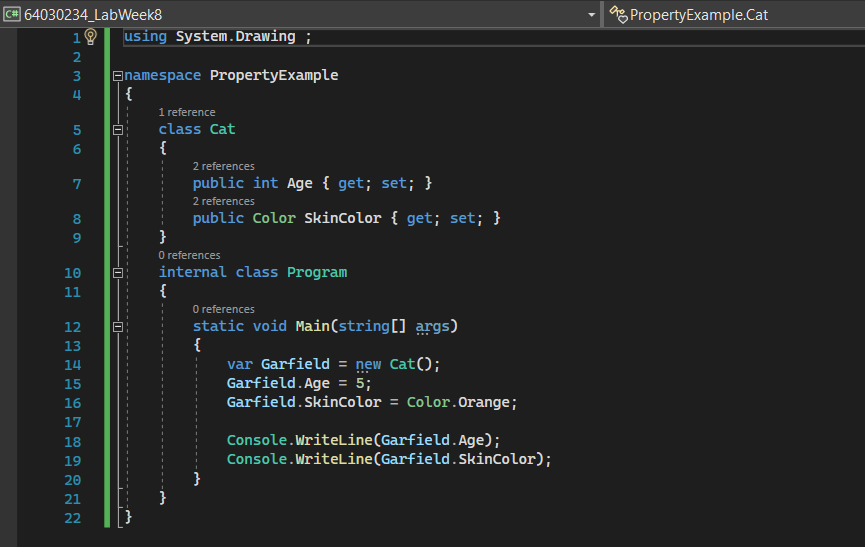 C# 64030234_LabWeek8 PropertyExample.Cat
1 using System.Drawing ;
2
3 namespace PropertyExample
4 {
1 reference
5 class Cat
6 {
2 references
7 public int Age { get; set; }
2 references
8 public Color SkinColor { get; set; }
9 }
0 references
10 internal class Program
11 {
0 references
12 static void Main(string[] args)
13 {
14 var Garfield = new Cat();
15 Garfield.Age = 5;
16 Garfield.SkinColor = Color.Orange;
17
18 Console.WriteLine(Garfield.Age);
19 Console.WriteLine(Garfield.SkinColor);
20 }
21 }
22 }